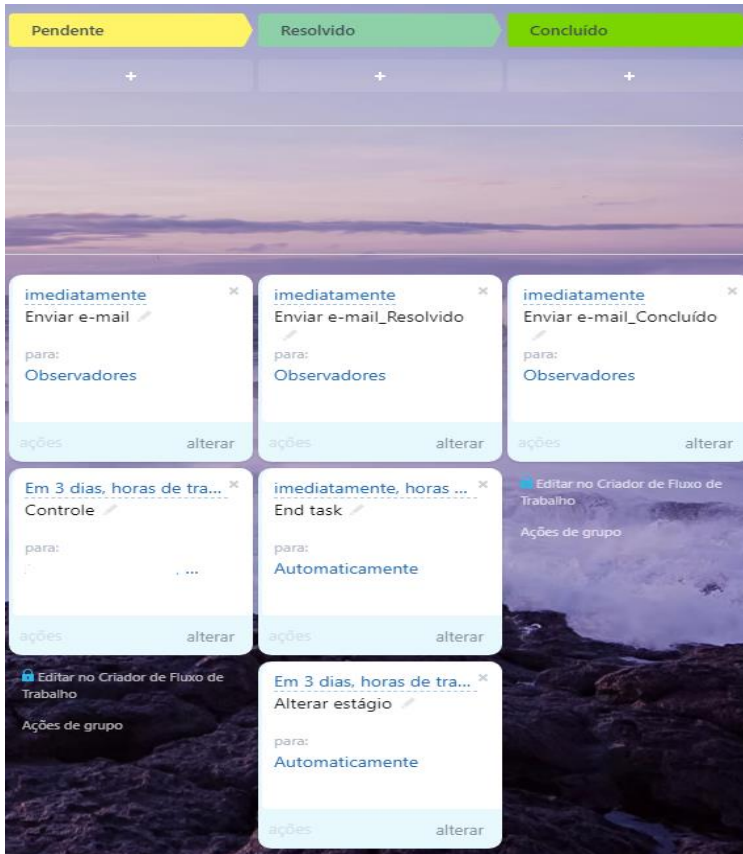 Pendente
Resolvido
Concluído
+
+
+
imediatamente
Enviar e-mail
para:
Observadores
ações
alterar
imediatamente
Enviar e-mail_Resolvido
para:
Observadores
ações
alterar
imediatamente
Enviar e-mail_Concluído
para:
Observadores
ações
alterar
Em 3 dias, horas de tra...
Controle
para:
, ...
ações
alterar
imediatamente, horas ...
End task
para:
Automaticamente
ações
alterar
Editar no Criador de Fluxo de
Trabalho
Ações de grupo
Editar no Criador de Fluxo de
Trabalho
Ações de grupo
Em 3 dias, horas de tra...
Alterar estágio
para:
Automaticamente
ações
alterar